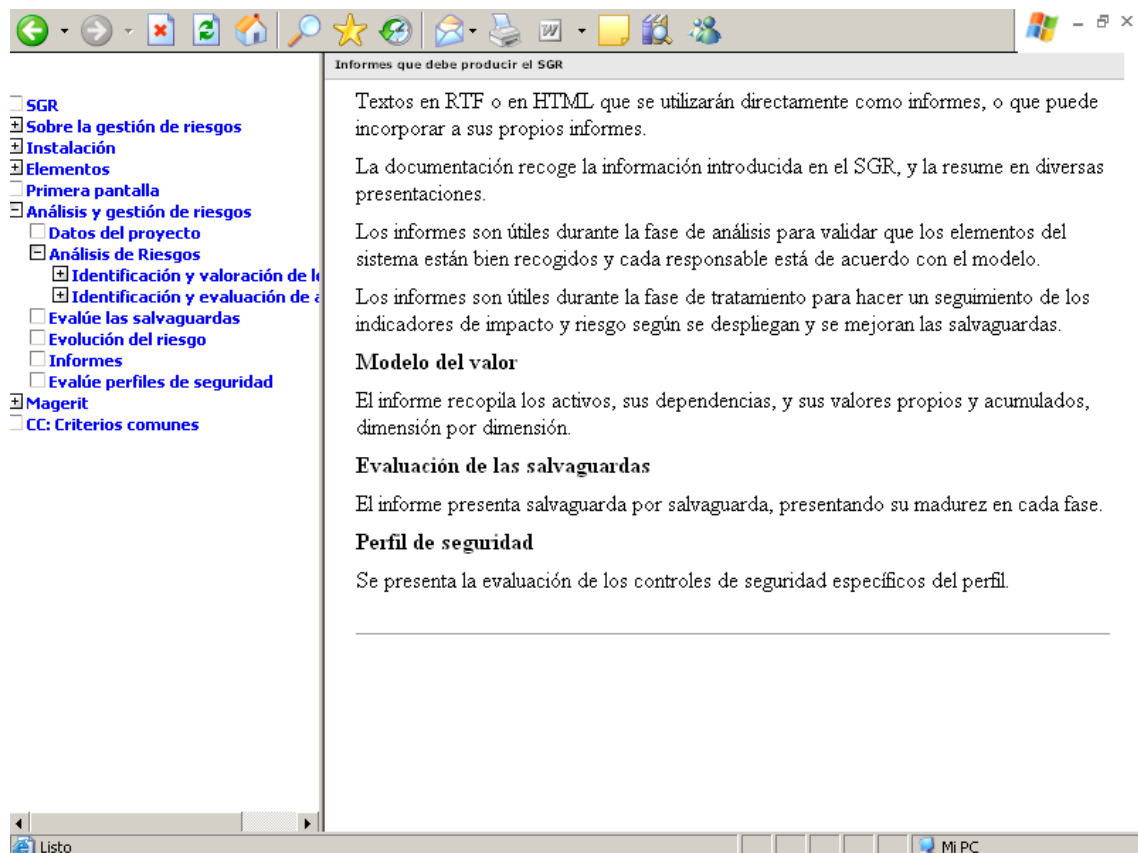 Informes que debe producir el SGR
SGR
Sobre la gestión de riesgos
Instalación
Elementos
Primera pantalla
Análisis y gestión de riesgos
Datos del proyecto
Análisis de Riesgos
Identificación y valoración de
Identificación y evaluación de
Evalúe las salvaguardas
Evolución del riesgo
Informes
Evalúe perfiles de seguridad
Magerit
CC: Criterios comunes
Textos en RTF o en HTML que se utilizarán directamente como informes, o que puede
incorporar a sus propios informes.
La documentación recoge la información introducida en el SGR, y la resume en diversas
presentaciones.
Los informes son útiles durante la fase de análisis para validar que los elementos del
sistema están bien recogidos y cada responsable está de acuerdo con el modelo.
Los informes son útiles durante la fase de tratamiento para hacer un seguimiento de los
indicadores de impacto y riesgo según se despliegan y se mejoran las salvaguardas.
Modelo del valor
El informe recopila los activos, sus dependencias, y sus valores propios y acumulados,
dimensión por dimensión.
Evaluación de las salvaguardas
El informe presenta salvaguarda por salvaguarda, presentando su madurez en cada fase.
Perfil de seguridad
Se presenta la evaluación de los controles de seguridad específicos del perfil.
Listo
Mi PC